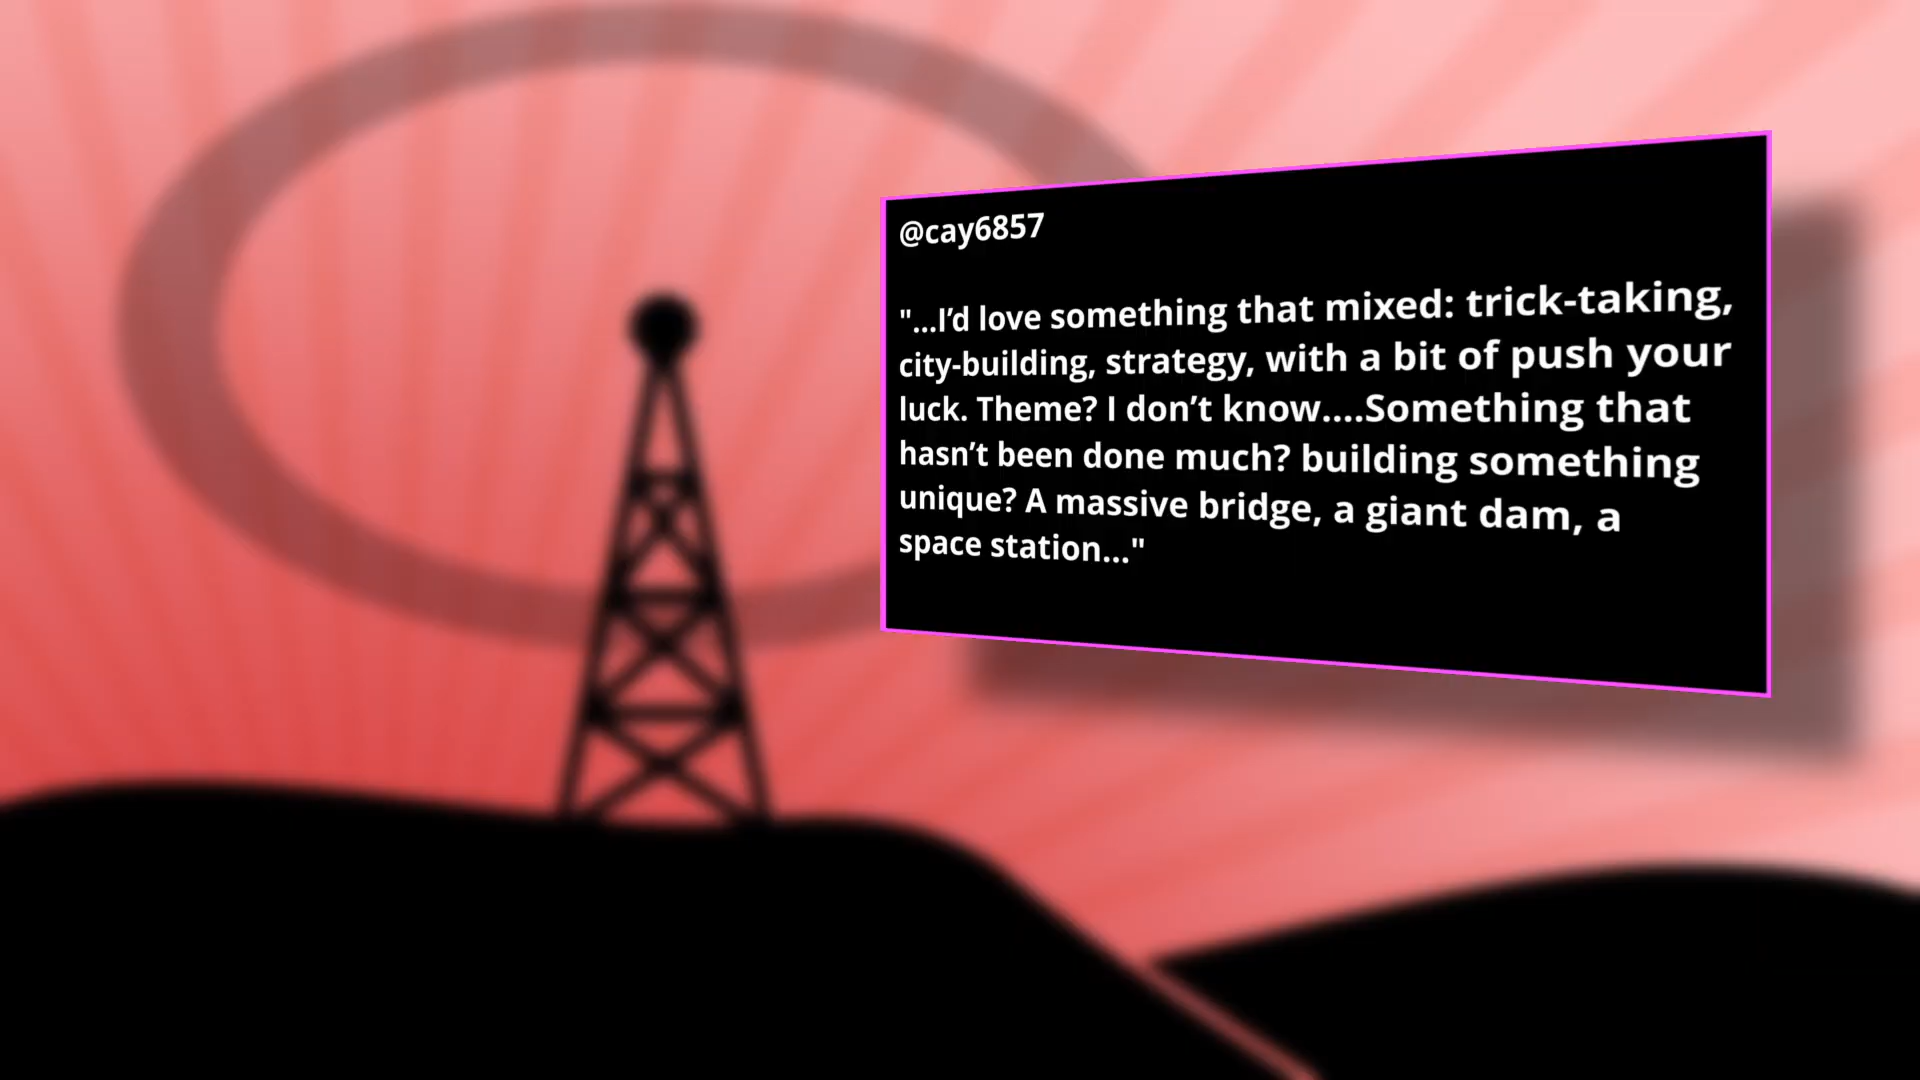 @cay6857
"...I’d love something that mixed: trick-taking,
city-building, strategy, with a bit of push your
luck. Theme? I don’t know....Something that
hasn’t been done much? building something
unique? A massive bridge, a giant dam, a
space station..."